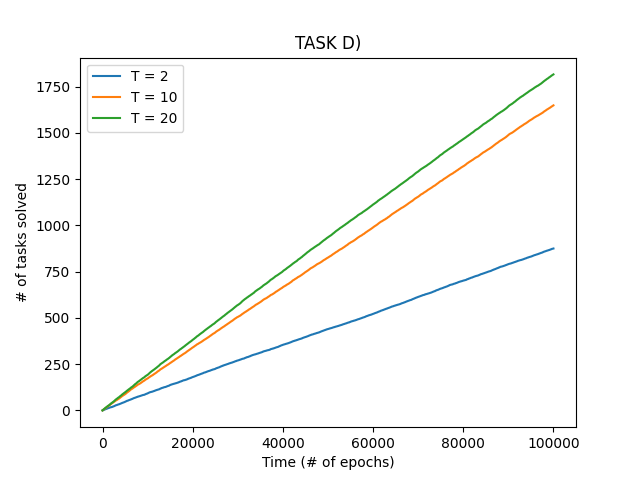 TASK D)
T = 2
T = 10
T = 20
1750
1500
1250
1000
750
500
250
0
# of tasks solved
0 20000 40000 60000 80000 100000
Time (# of epochs)